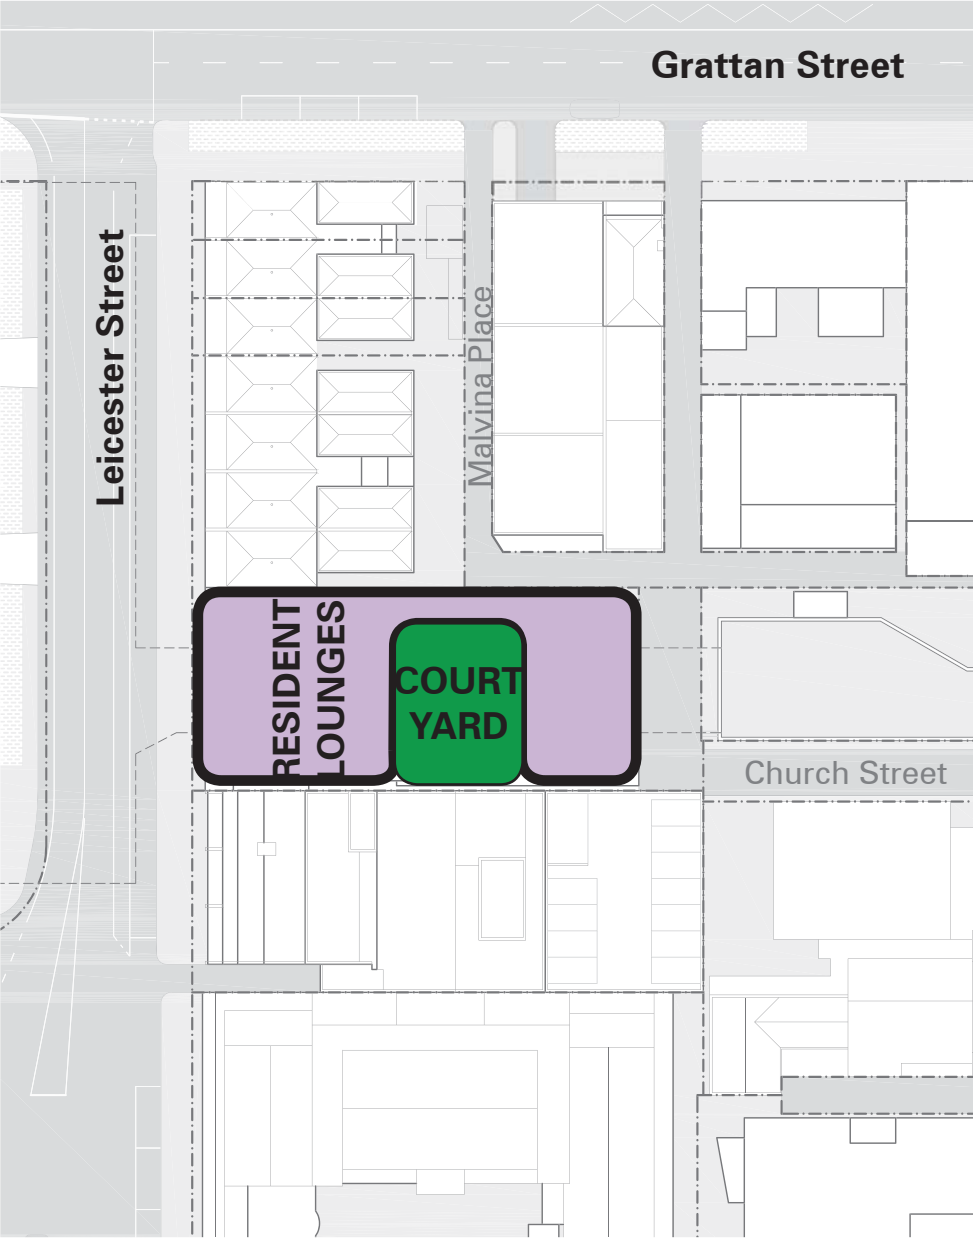 Grattan Street
Leicester Street
Malvina Place
RESIDENT
LOUNGES
COURT
YARD
Church Street